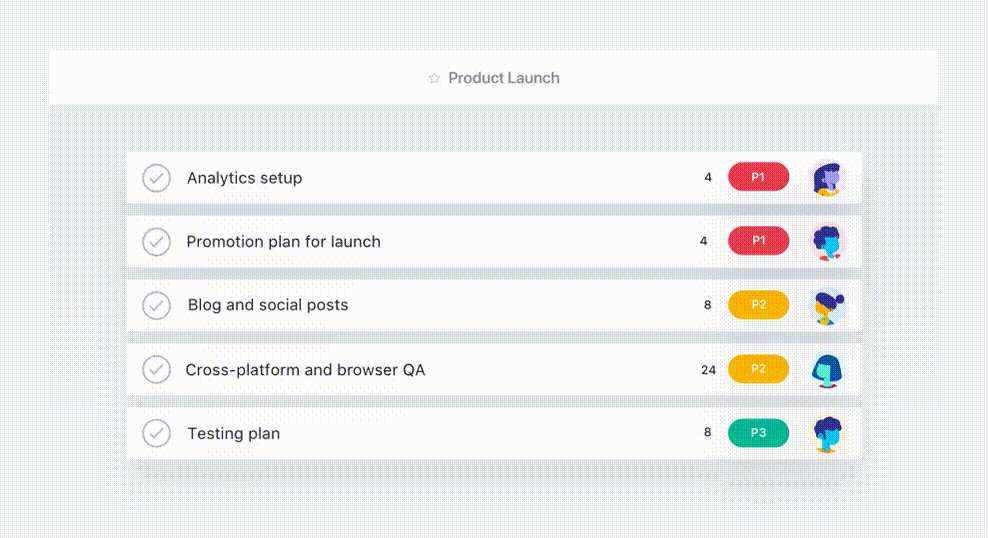 Product Launch
Analytics setup 4 P1
Promotion plan for launch 4 P1
Blog and social posts 8 P2
Cross-platform and browser QA 24 P2
Testing plan 8 P3